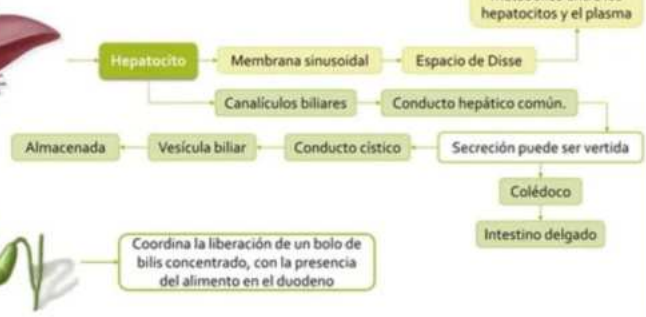 hepatocitos y el plasma
Hepatocito
Membrana sinusoidal
Espacio de Disse
Canalículos biliares
Conducto hepático común.
Almacenada
Vesícula biliar
Conducto cístico
Secreción puede ser vertida
Colédoco
Intestino delgado
Coordina la liberación de un bolo de
bilis concentrado, con la presencia
del alimento en el duodeno